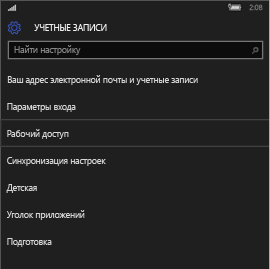 2:08
УЧЕТНЫЕ ЗАПИСИ
Найти настройку
Ваш адрес электронной почты и учетные записи
Параметры входа
Рабочий доступ
Синхронизация настроек
Детская
Уголок приложений
Подготовка